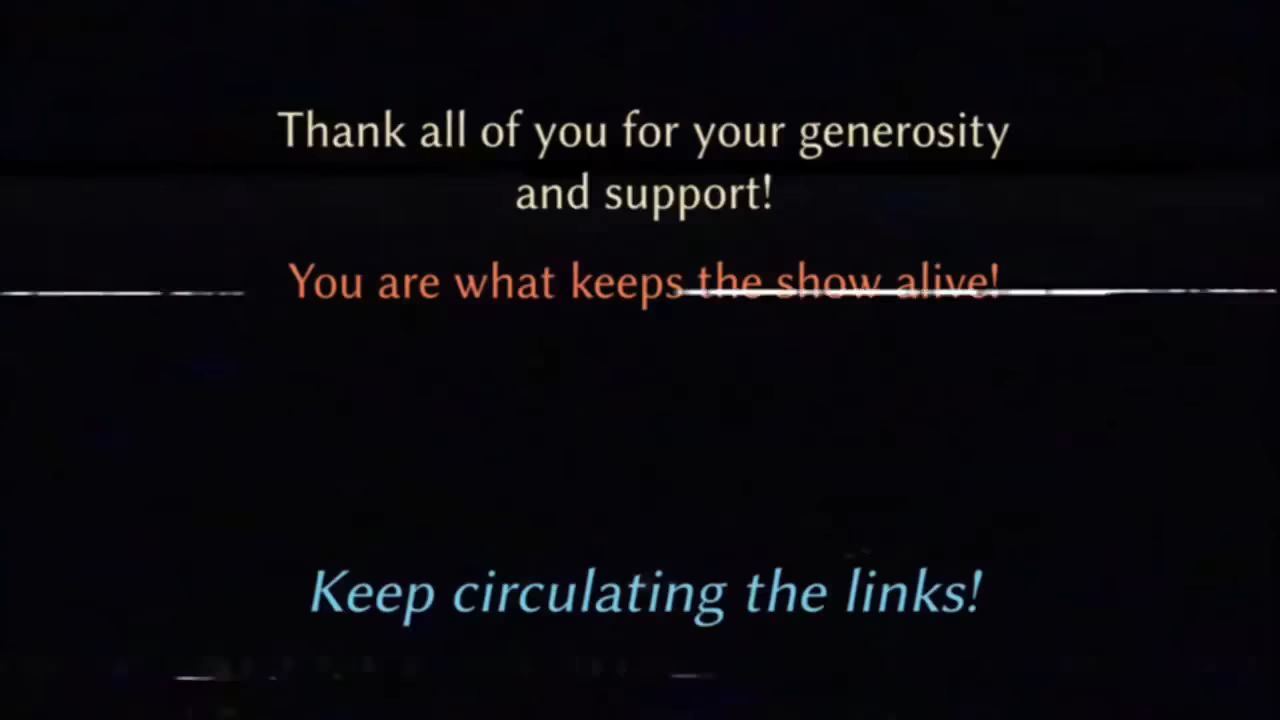 Thank all of you for your generosity
and support!
You are what keeps the show alive!
Keep circulating the links!